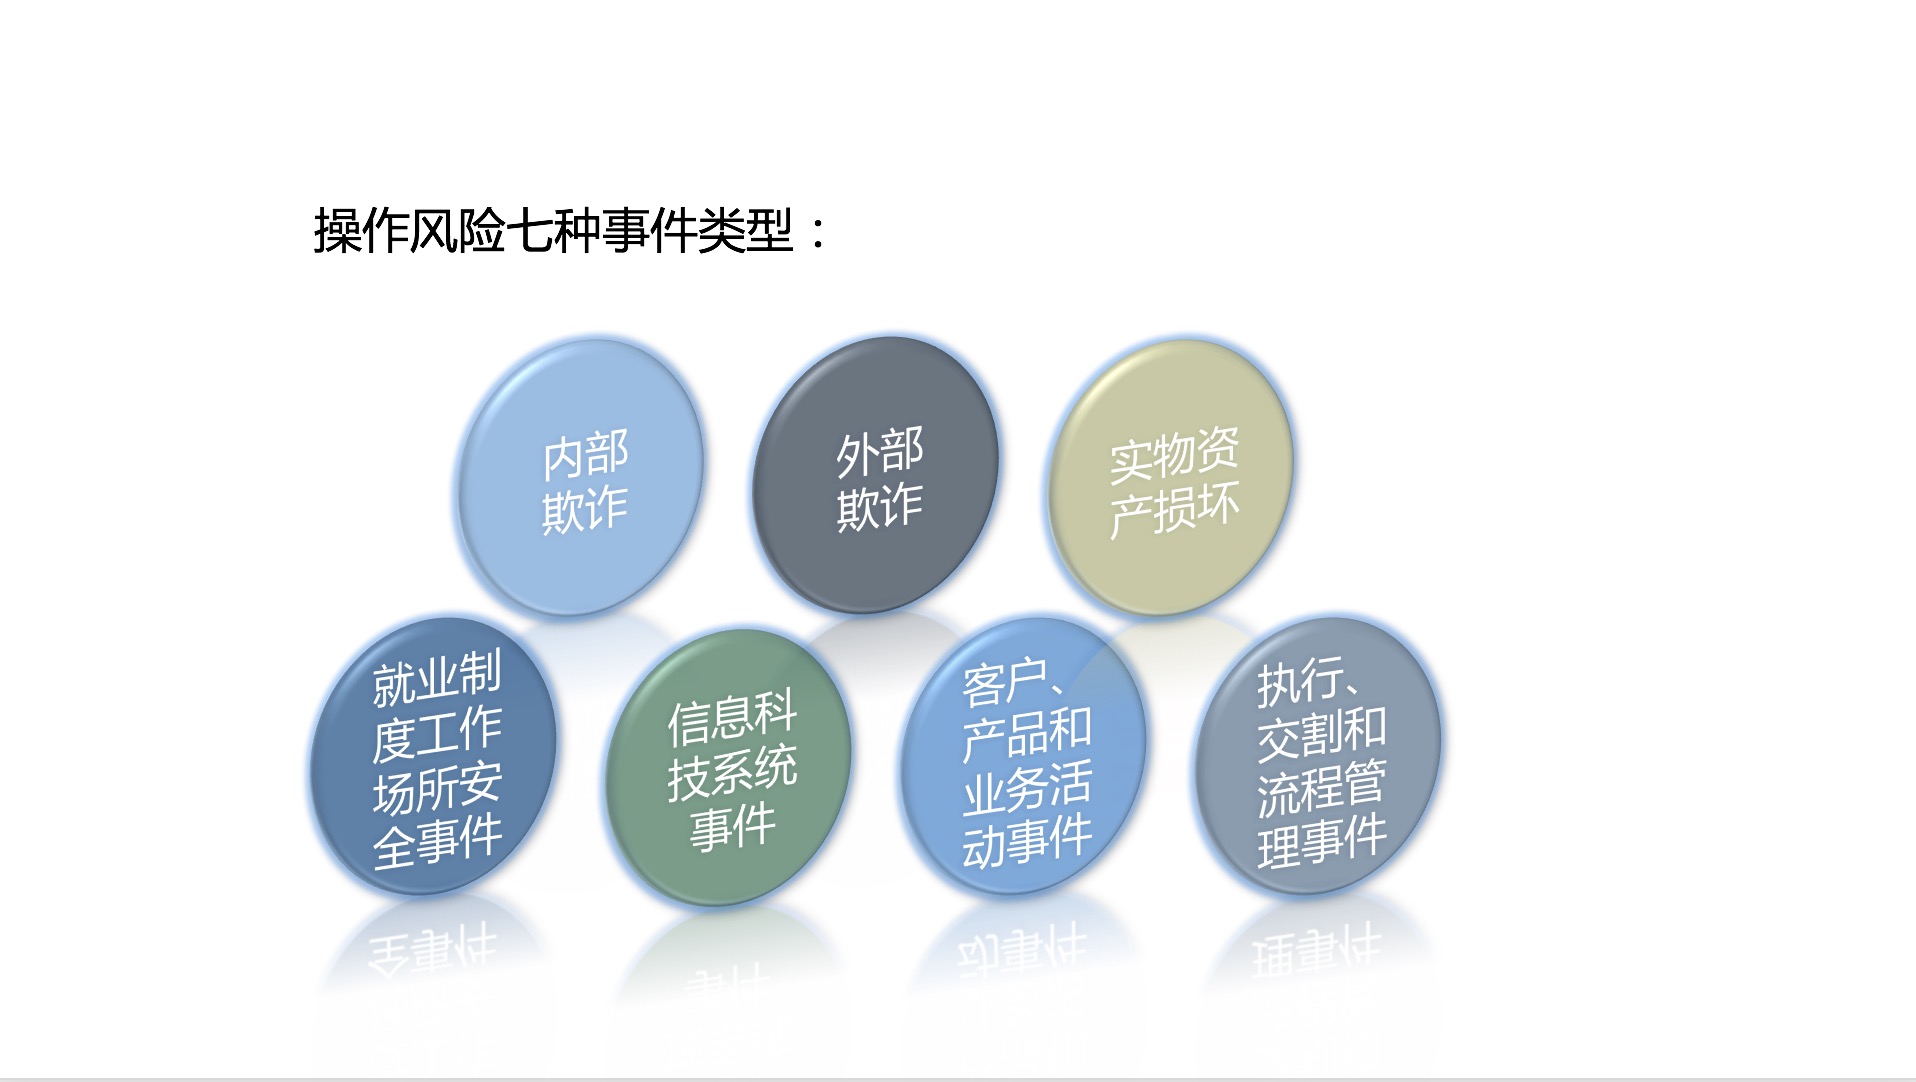 操作风险七种事件类型：
内部
欺诈
外部
欺诈
实物资
产损坏
就业制
度工作
场所安
全事件
信息科
技系统
事件
客户、
产品和
业务活
动事件
执行、
交割和
流程管
理事件